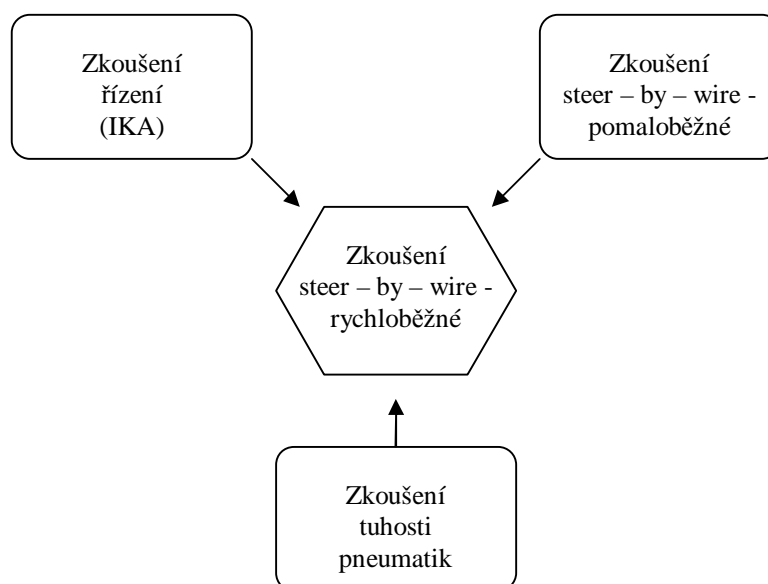 Zkoušení
řízení
(IKA)
Zkoušení
steer – by – wire -
pomaloběžné
Zkoušení
steer – by – wire -
rychloběžné
Zkoušení
tuhosti
pneumatik